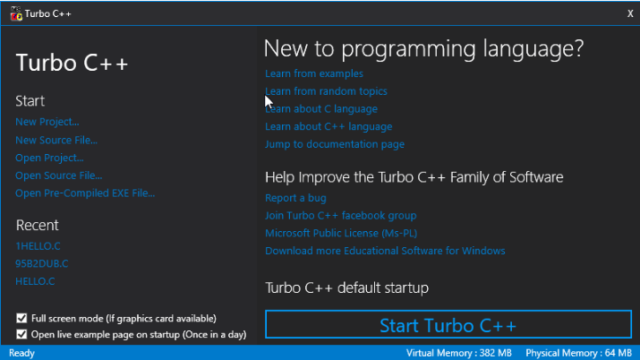 Turbo C++
X
Turbo C++
Start
New Project...
New Source File...
Open Project...
Open Source File...
Open Pre-Compiled EXE File...
Recent
1HELLO.C
95B2DUB.C
HELLO.C
Full screen mode (If graphics card available)
Open live example page on startup (Once in a day)
New to programming language?
Learn from examples
Learn from random topics
Learn about C language
Learn about C++ language
Jump to documentation page
Help Improve the Turbo C++ Family of Software
Report a bug
Join Turbo C++ facebook group
Microsoft Public License (Ms-PL)
Download more Educational Software for Windows
Turbo C++ default startup
Start Turbo C++
Ready
Virtual Memory : 382 MB
Physical Memory : 64 MB